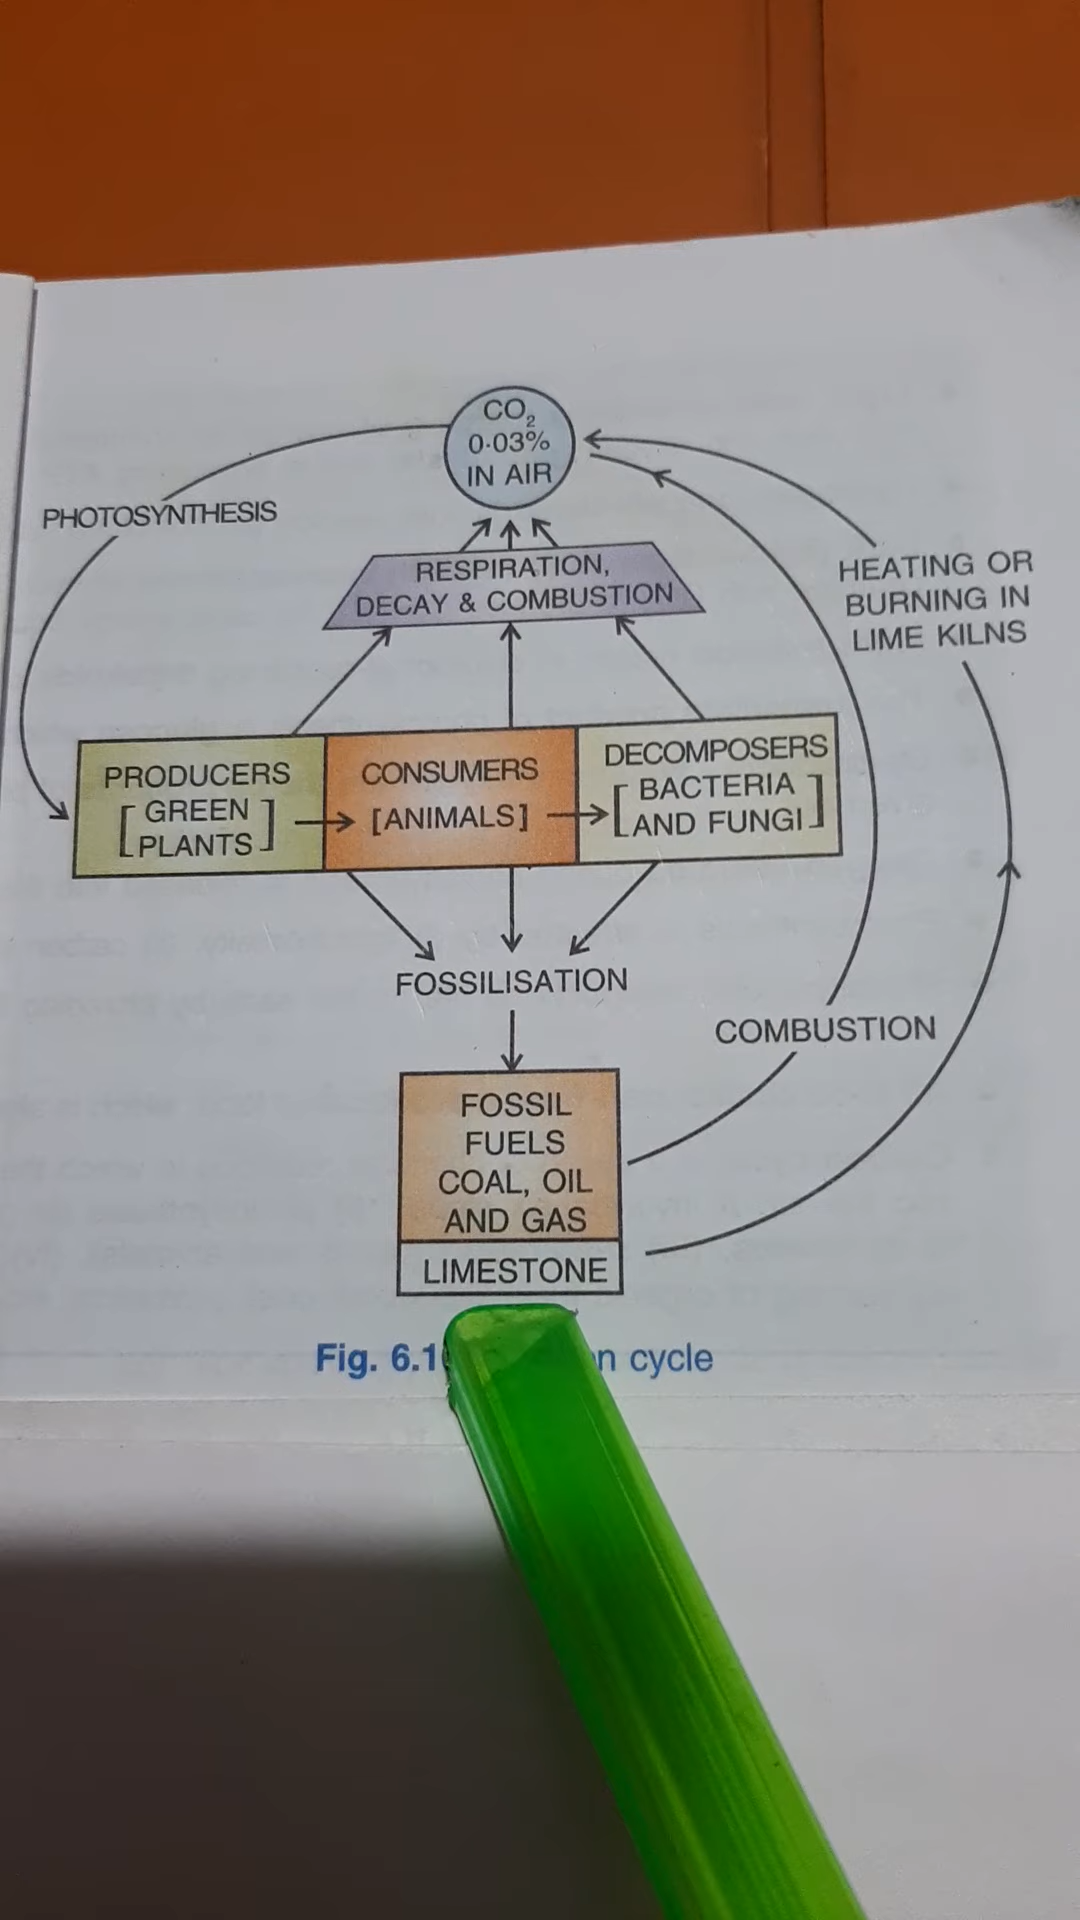 CO₂
0·03%
IN AIR
PHOTOSYNTHESIS
RESPIRATION,
DECAY & COMBUSTION
HEATING OR
BURNING IN
LIME KILNS
PRODUCERS
[GREEN
PLANTS]
CONSUMERS
[ANIMALS]
DECOMPOSERS
[BACTERIA
AND FUNGI]
FOSSILISATION
COMBUSTION
FOSSIL
FUELS
COAL, OIL
AND GAS
LIMESTONE
Fig. 6.1 cycle